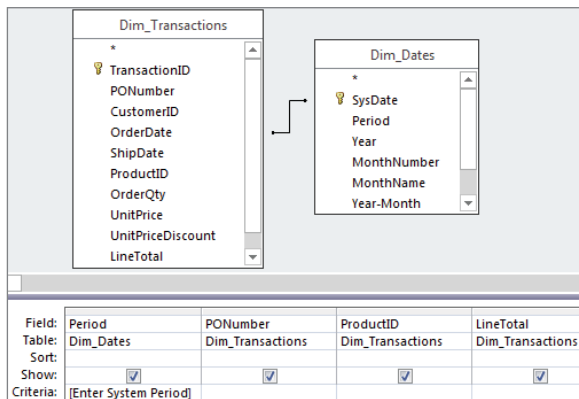 Dim_Transactions
*
TransactionID
PONumber
CustomerID
OrderDate
ShipDate
ProductID
OrderQty
UnitPrice
UnitPriceDiscount
LineTotal
Dim_Dates
*
SysDate
Period
Year
MonthNumber
MonthName
Year-Month
Field: Period PONumber ProductID LineTotal
Table: Dim_Dates Dim_Transactions Dim_Transactions Dim_Transactions
Sort:
Show:
Criteria: [Enter System Period]